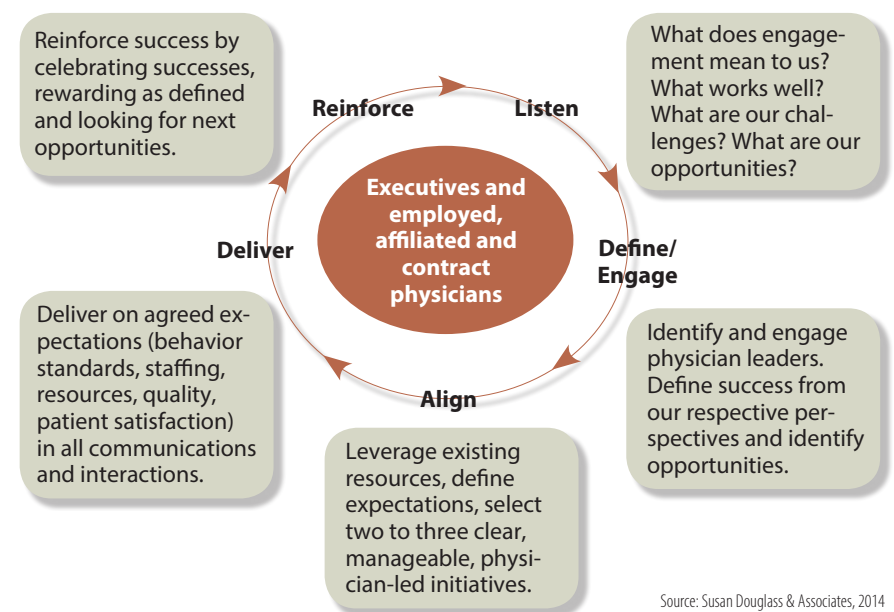 Reinforce success by
celebrating successes,
rewarding as defined
and looking for next
opportunities.
What does engage-
ment mean to us?
What works well?
What are our chal-
lenges? What are our
opportunities?
Reinforce
Listen
Executives and
employed,
affiliated and
contract
physicians
Deliver
Define/
Engage
Deliver on agreed ex-
pectations (behavior
standards, staffing,
resources, quality,
patient satisfaction)
in all communications
and interactions.
Identify and engage
physician leaders.
Define success from
our respective per-
spectives and identify
opportunities.
Align
Leverage existing
resources, define
expectations, select
two to three clear,
manageable, physi-
cian-led initiatives.
Source: Susan Douglass & Associates, 2014